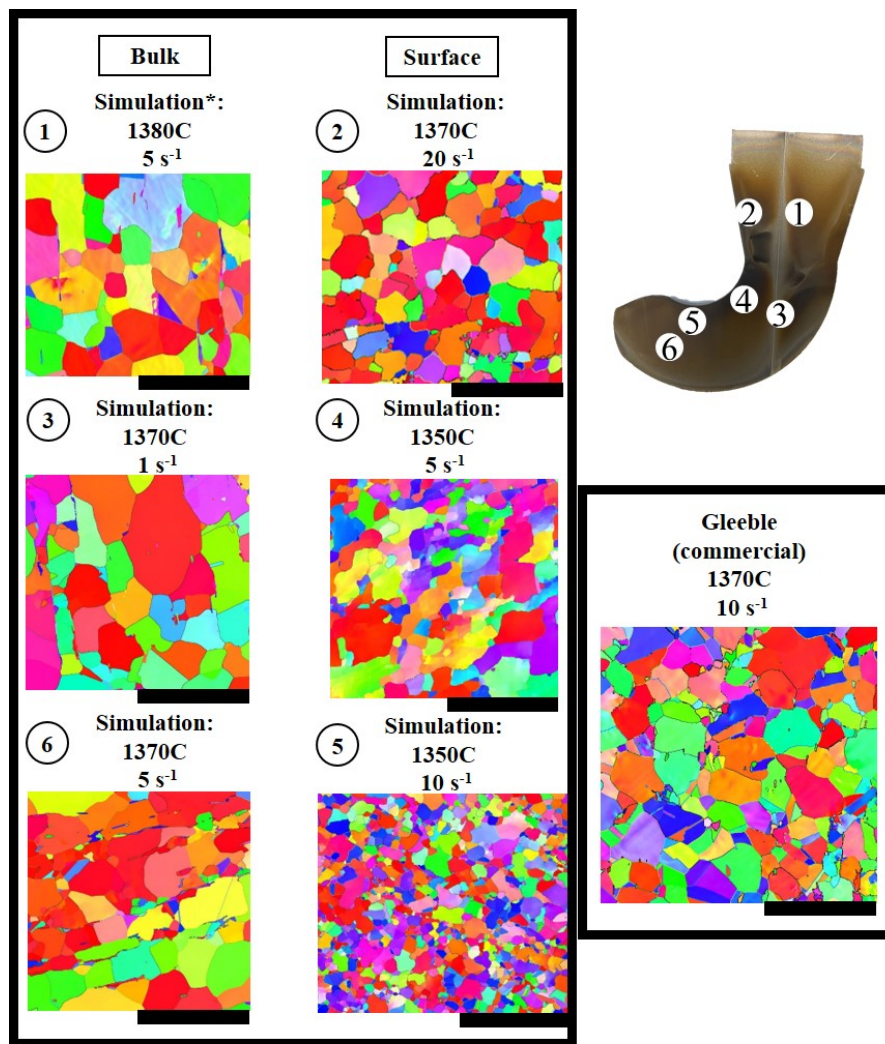 Bulk
Surface
1
Simulation*:
1380C
5 s-1
2
Simulation:
1370C
20 s-1
3
Simulation:
1370C
1 s-1
4
Simulation:
1350C
5 s-1
6
Simulation:
1370C
5 s-1
5
Simulation:
1350C
10 s-1
2
1
4
3
5
6
Gleeble
(commercial)
1370C
10 s-1